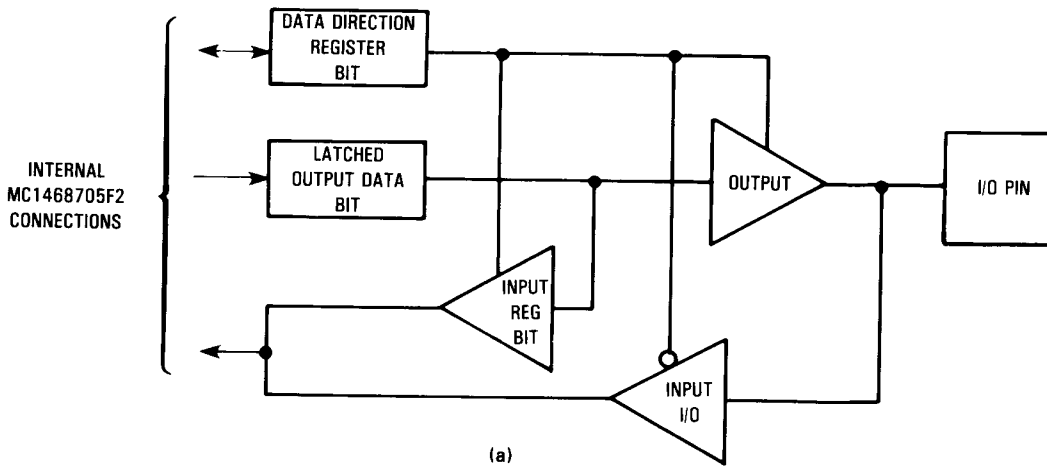 DATA DIRECTION
REGISTER
BIT
INTERNAL
MC1468705F2
CONNECTIONS
LATCHED
OUTPUT DATA
BIT
OUTPUT
I/O PIN
INPUT
REG
BIT
INPUT
I/O
(a)